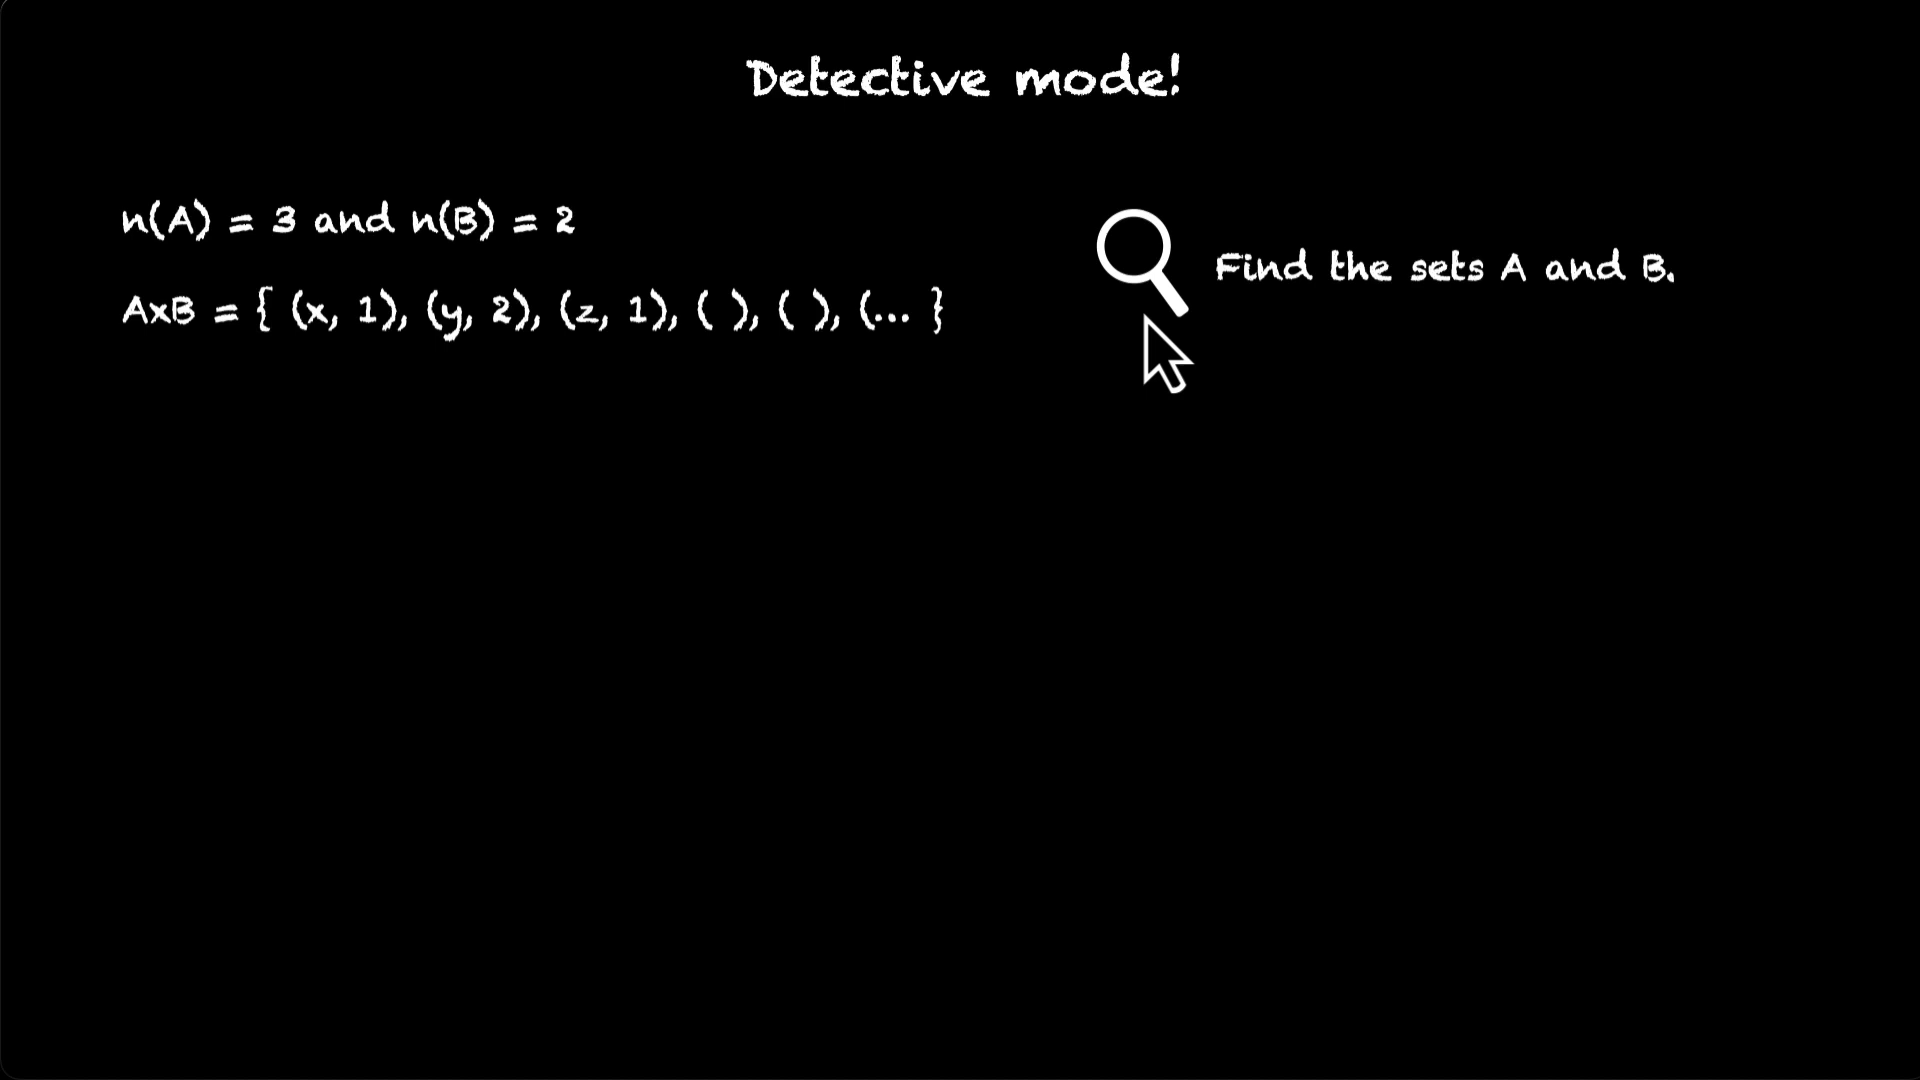 Detective mode!
n(A) = 3 and n(B) = 2
AxB = { (x, 1), (y, 2), (z, 1), ( ), ( ), (... }
Find the sets A and B.